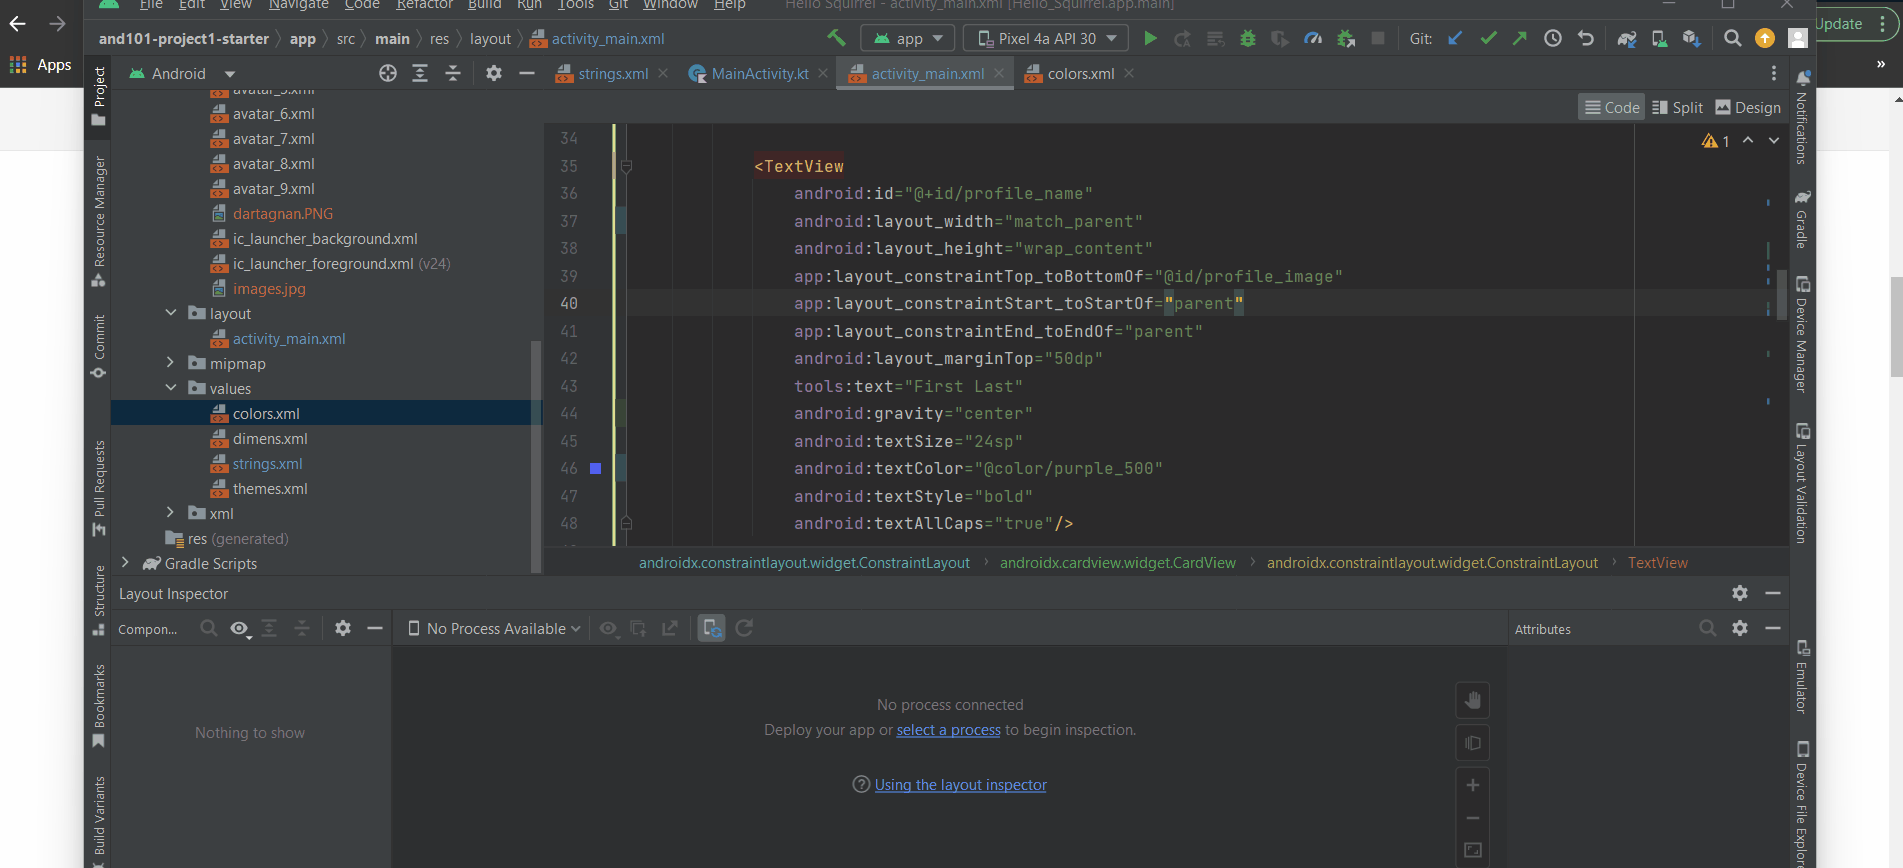 File Edit View Navigate Code Refactor Build Run Tools Git Window Help Hello Squirrel - activity_main.xml [Hello_Squirrel.app.main]
Update
and101-project1-starter app src main res layout activity_main.xml app Pixel 4a API 30 Git:
Apps
Project
Android strings.xml MainActivity.kt activity_main.xml colors.xml
Notifications
avatar_5.xml
Code Split Design
avatar_6.xml
avatar_7.xml
avatar_8.xml
avatar_9.xml
dartagnan.PNG
ic_launcher_background.xml
ic_launcher_foreground.xml (v24)
images.jpg
layout
activity_main.xml
mipmap
values
colors.xml
dimens.xml
strings.xml
themes.xml
xml
res (generated)
Gradle Scripts
1
34
35 <TextView
36 android:id="@+id/profile_name"
37 android:layout_width="match_parent"
38 android:layout_height="wrap_content"
39 app:layout_constraintTop_toBottomOf="@id/profile_image"
40 app:layout_constraintStart_toStartOf="parent"
41 app:layout_constraintEnd_toEndOf="parent"
42 android:layout_marginTop="50dp"
43 tools:text="First Last"
44 android:gravity="center"
45 android:textSize="24sp"
46 android:textColor="@color/purple_500"
47 android:textStyle="bold"
48 android:textAllCaps="true"/>
androidx.constraintlayout.widget.ConstraintLayout androidx.cardview.widget.CardView androidx.constraintlayout.widget.ConstraintLayout TextView
Resource Manager
Commit
Pull Requests
Structure
Bookmarks
Build Variants
Gradle
Device Manager
Layout Validation
Emulator
Device File Explor
Layout Inspector
Compon... No Process Available Attributes
Nothing to show
No process connected
Deploy your app or select a process to begin inspection.
Using the layout inspector